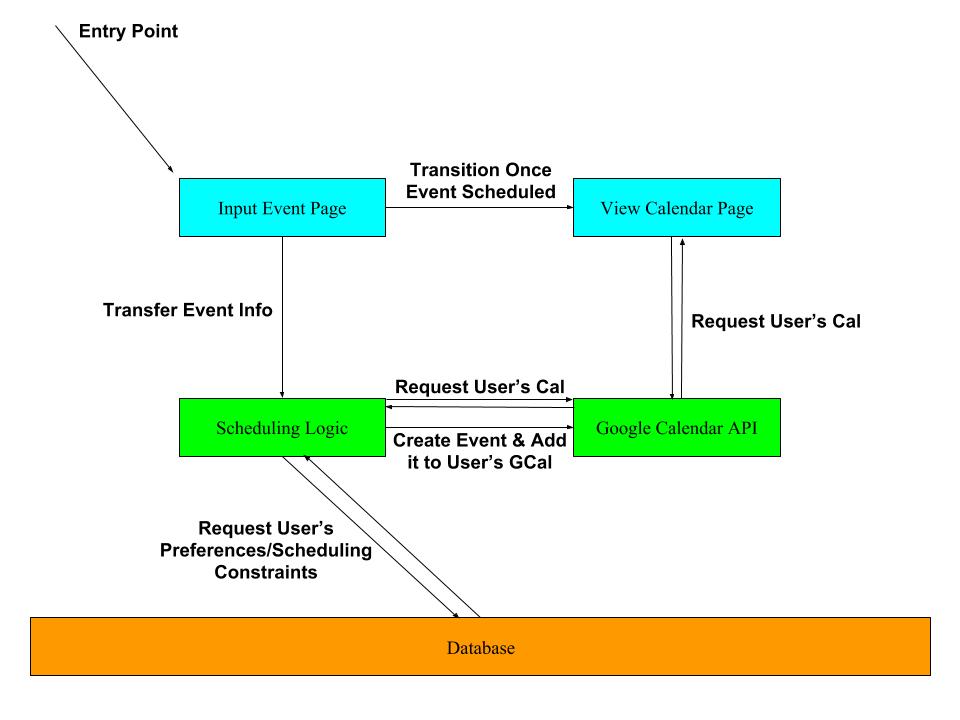 Entry Point
Transition Once
Event Scheduled
Input Event Page
View Calendar Page
Transfer Event Info
Request User’s Cal
Request User’s Cal
Scheduling Logic
Google Calendar API
Create Event & Add
it to User’s GCal
Request User’s
Preferences/Scheduling
Constraints
Database